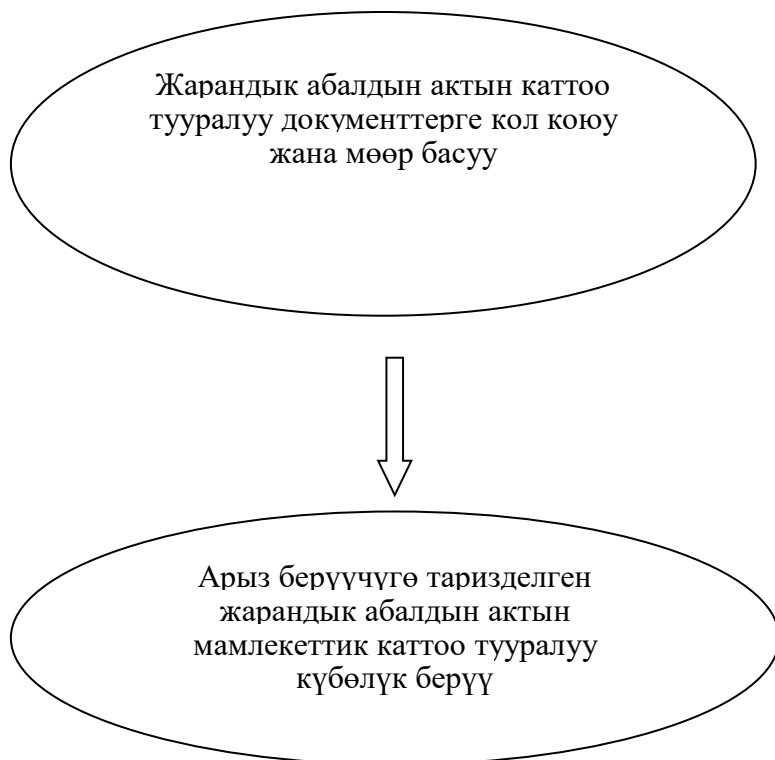 Жарандык абалдын актын каттоо
тууралуу документтерге кол коюу
жана мөөр басуу
Арыз берүүчүгө таризделген
жарандык абалдын актын
мамлекеттик каттоо тууралуу
күбөлүк берүү